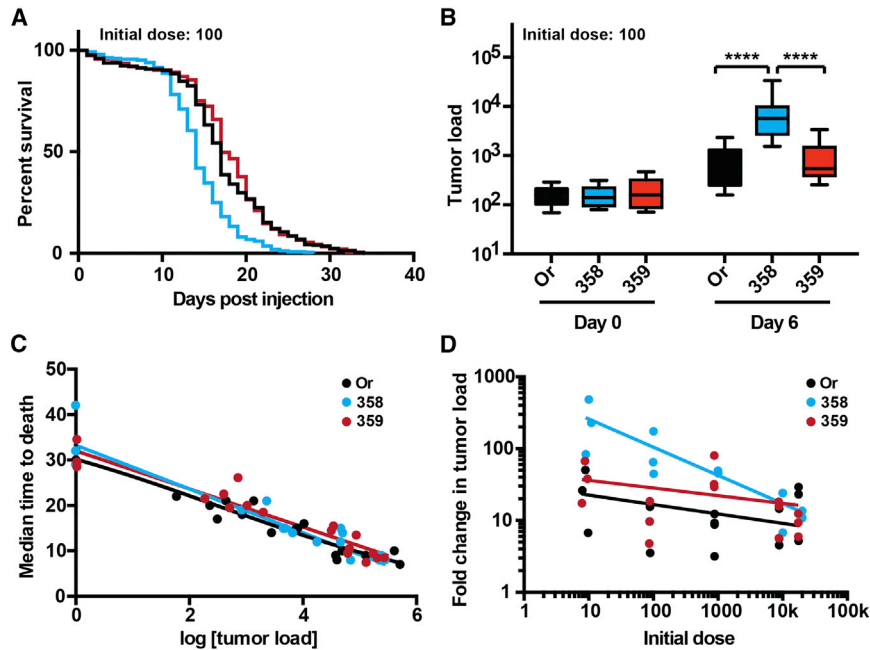 A
Initial dose: 100
Percent survival
100
50
0
0
10
20
30
40
Days post injection
B
Initial dose: 100
Tumor load
10^5
10^4
10^3
10^2
10^1
**** ****
Or 358 359 Or 358 359
Day 0 Day 6
C
Median time to death
50
40
30
20
10
0
0 2 4 6
log [tumor load]
Or
358
359
D
Fold change in tumor load
1000
100
10
1
1 10 100 1000 10k 100k
Initial dose
Or
358
359